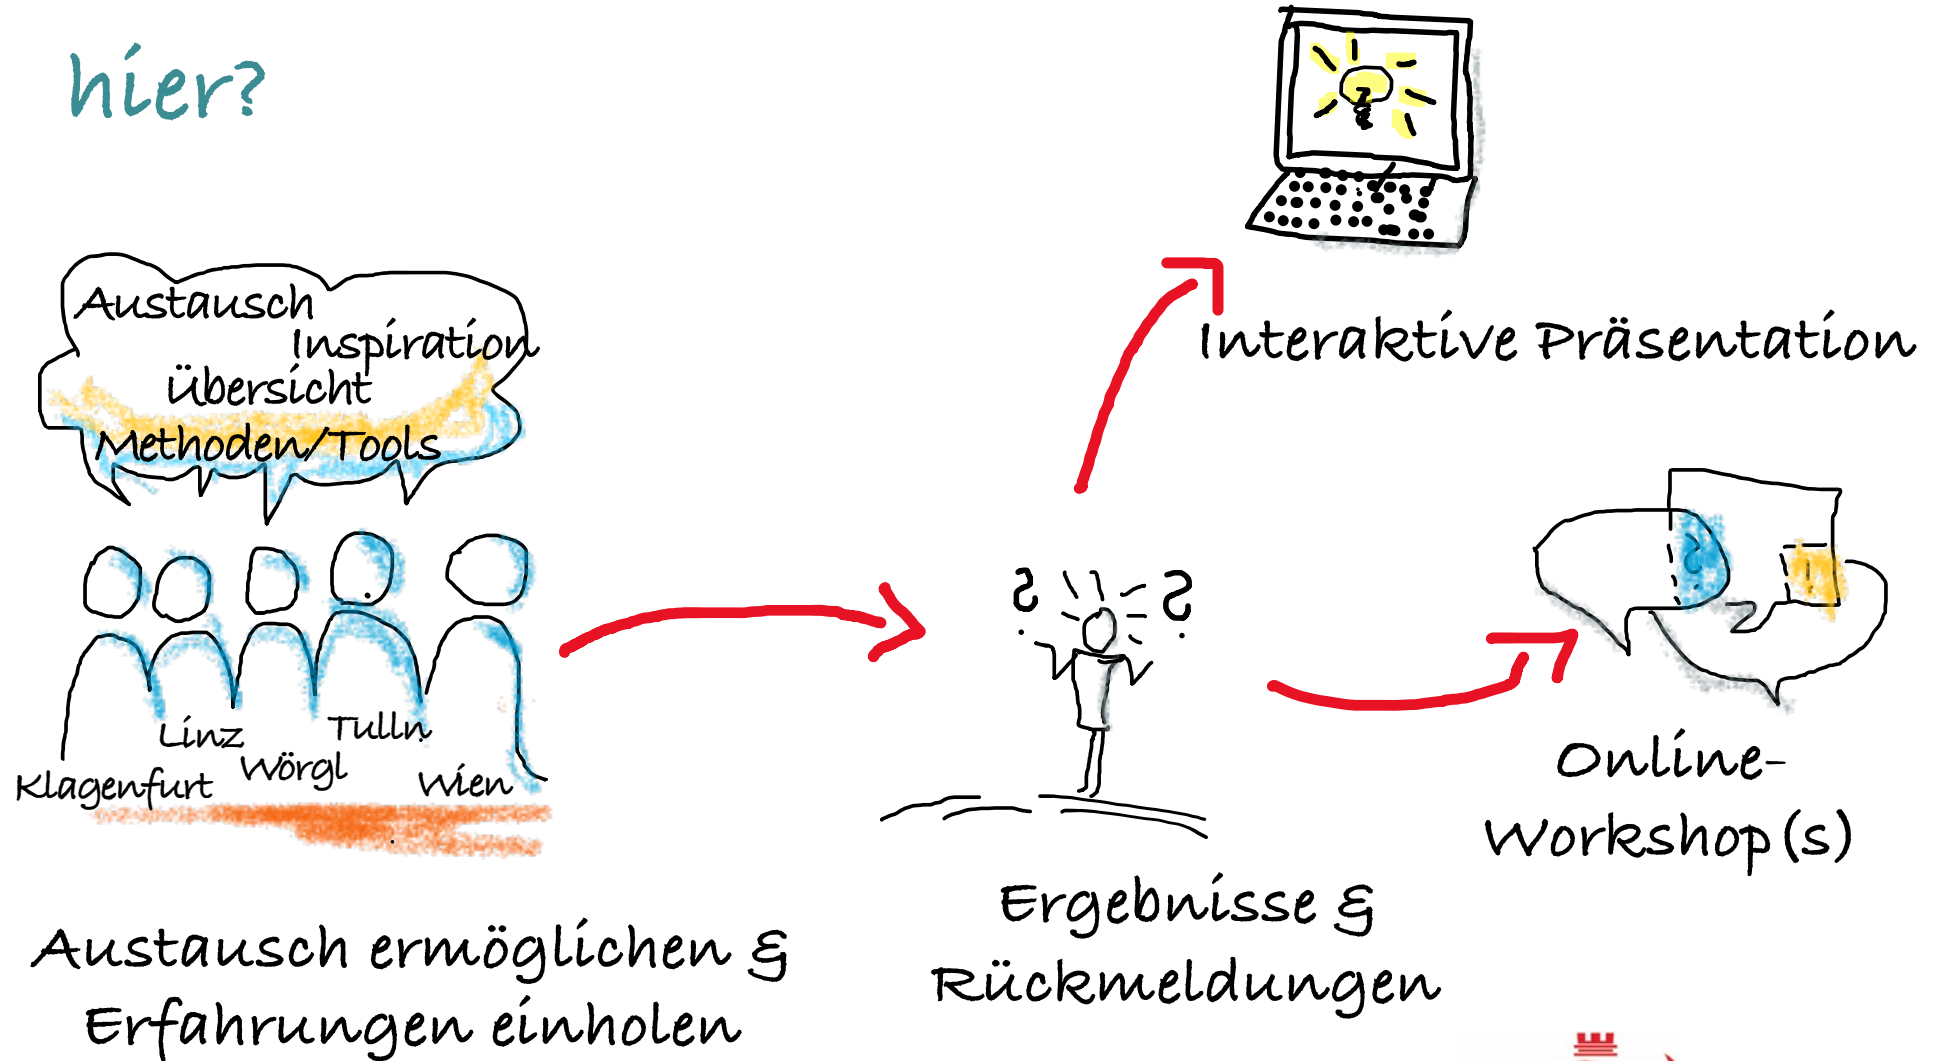 hier?
Austausch
Inspiration
Übersicht
Methoden/Tools
Linz
Tulln
Wörgl
Klagenfurt
Wien
Austausch ermöglichen &
Erfahrungen einholen
? ?
Ergebnisse &
Rückmeldungen
Interaktive Präsentation
Online-
Workshop(s)